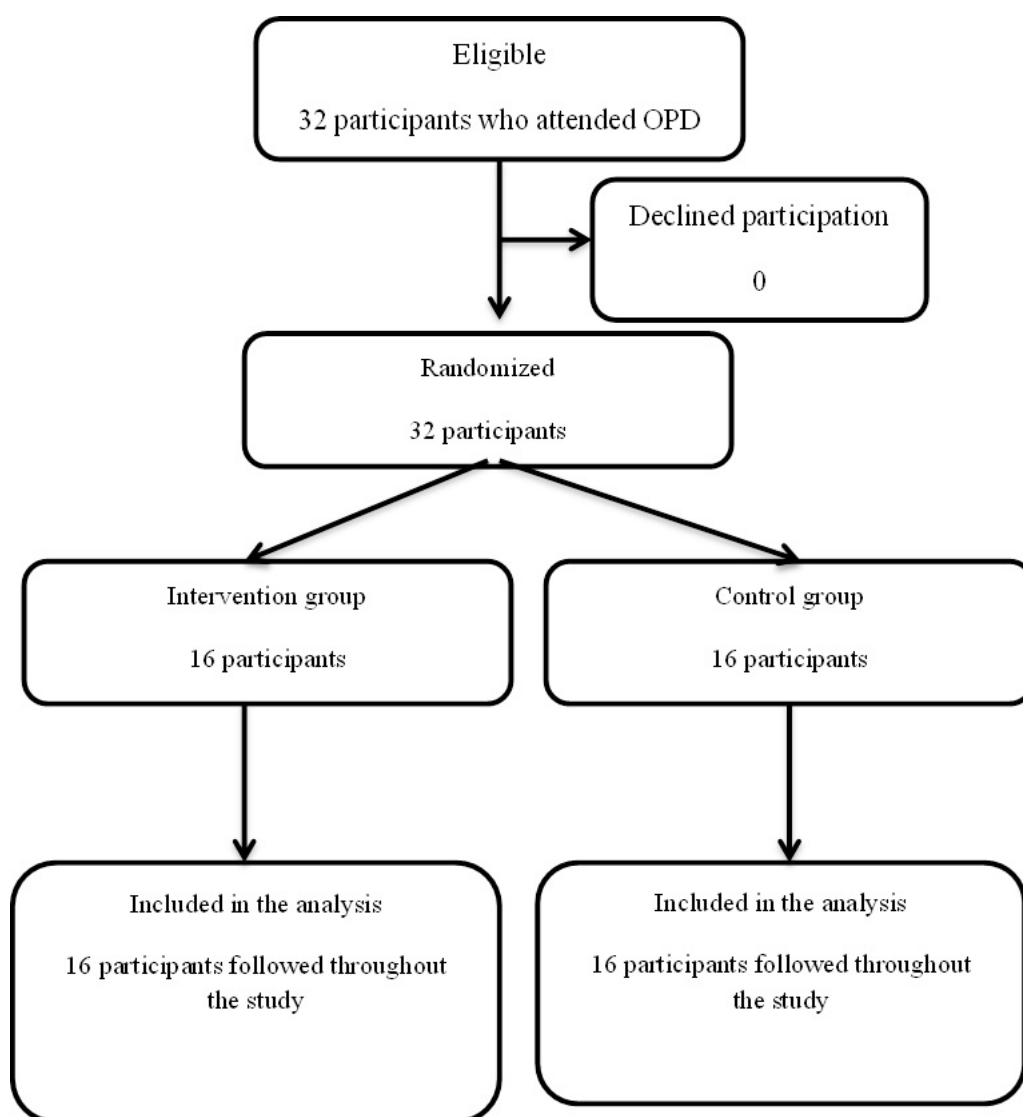 Eligible
32 participants who attended OPD
Declined participation
0
Randomized
32 participants
Intervention group
16 participants
Control group
16 participants
Included in the analysis
16 participants followed throughout
the study
Included in the analysis
16 participants followed throughout
the study